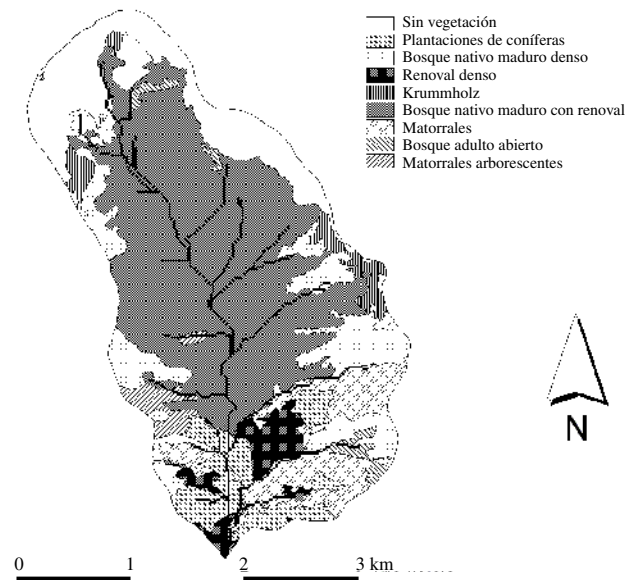 Sin vegetación
Plantaciones de coníferas
Bosque nativo maduro denso
Renoval denso
Krummholz
Bosque nativo maduro con renoval
Matorrales
Bosque adulto abierto
Matorrales arborescentes
N
0 1 2 3 km